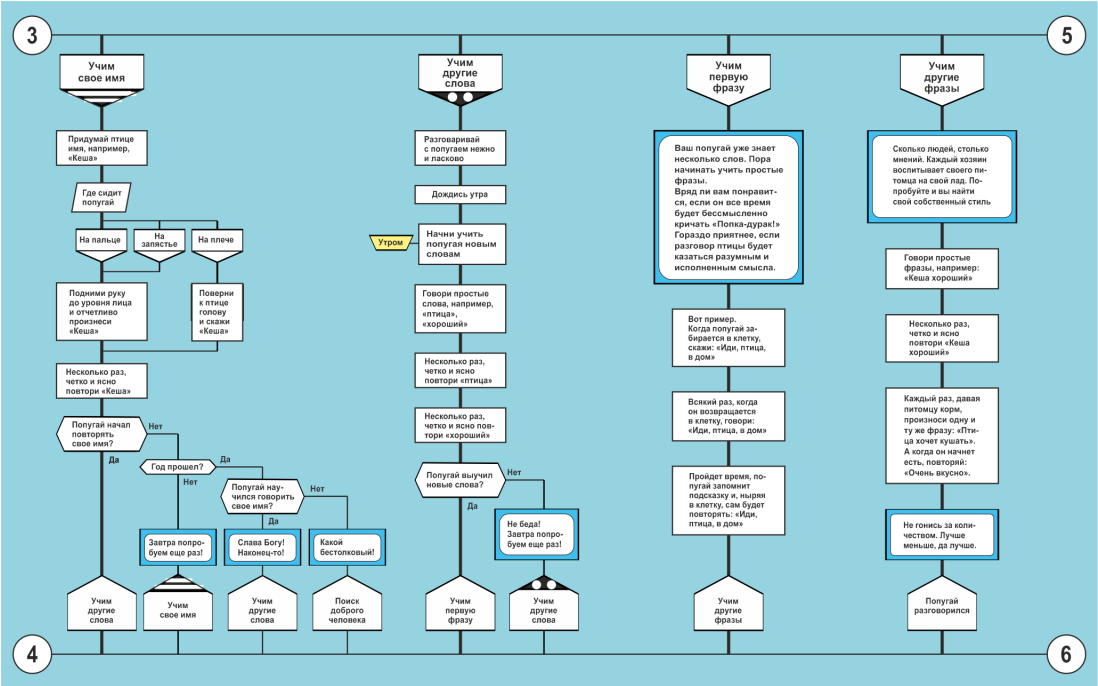 3
5
Учим
свое имя
Придумай птице
имя, например,
«Кеша»
Где сидит
попугай
На пальце
На
запястье
На плече
Подними руку
до уровня лица
и отчетливо
произнеси
«Кеша»
Поверни
к птице
голову
и скажи
«Кеша»
Несколько раз,
четко и ясно
повтори «Кеша»
Попугай начал
повторять
свое имя?
Нет
Да
Год прошел?
Да
Нет
Попугай нау-
чился говорить
свое имя?
Нет
Да
Завтра попро-
буем еще раз!
Слава Богу!
Наконец-то!
Какой
бестолковый!
Учим
другие
слова
Учим
свое имя
Учим
другие
слова
Поиск
доброго
человека
Учим
другие
слова
Разговаривай
с попугаем нежно
и ласково
Дождись утра
Утром
Начни учить
попугая новым
словам
Говори простые
слова, например,
«птица»,
«хороший»
Несколько раз,
четко и ясно
повтори «птица»
Несколько раз,
четко и ясно пов-
тори «хороший»
Попугай выучил
новые слова?
Нет
Да
Не беда!
Завтра попро-
буем еще раз!
Учим
первую
фразу
Учим
другие
слова
Учим
первую
фразу
Ваш попугай уже знает
несколько слов. Пора
начинать учить простые
фразы.
Вряд ли вам понравит-
ся, если он все время
будет бессмысленно
кричать «Попка-дурак!»
Гораздо приятнее, если
разговор птицы будет
казаться разумным и
исполненным смысла.
Вот пример.
Когда попугай за-
бирается в клетку,
скажи: «Иди, птица,
в дом»
Всякий раз, когда
он возвращается
в клетку, говори:
«Иди, птица, в дом»
Пройдет время, по-
пугай запомнит
подсказку и, ныряя
в клетку, сам будет
повторять: «Иди,
птица, в дом»
Учим
другие
фразы
Учим
другие
фразы
Сколько людей, столько
мнений. Каждый хозяин
воспитывает своего пи-
томца на свой лад. По-
пробуйте и вы найти
свой собственный стиль
Говори простые
фразы, например:
«Кеша хороший»
Несколько раз,
четко и ясно
повтори «Кеша
хороший»
Каждый раз, давая
питомцу корм,
произноси одну и
ту же фразу: «Пти-
ца хочет кушать».
А когда он начнет
есть, повторяй:
«Очень вкусно».
Не гонись за коли-
чеством. Лучше
меньше, да лучше.
Попугай
разговорился
4
6